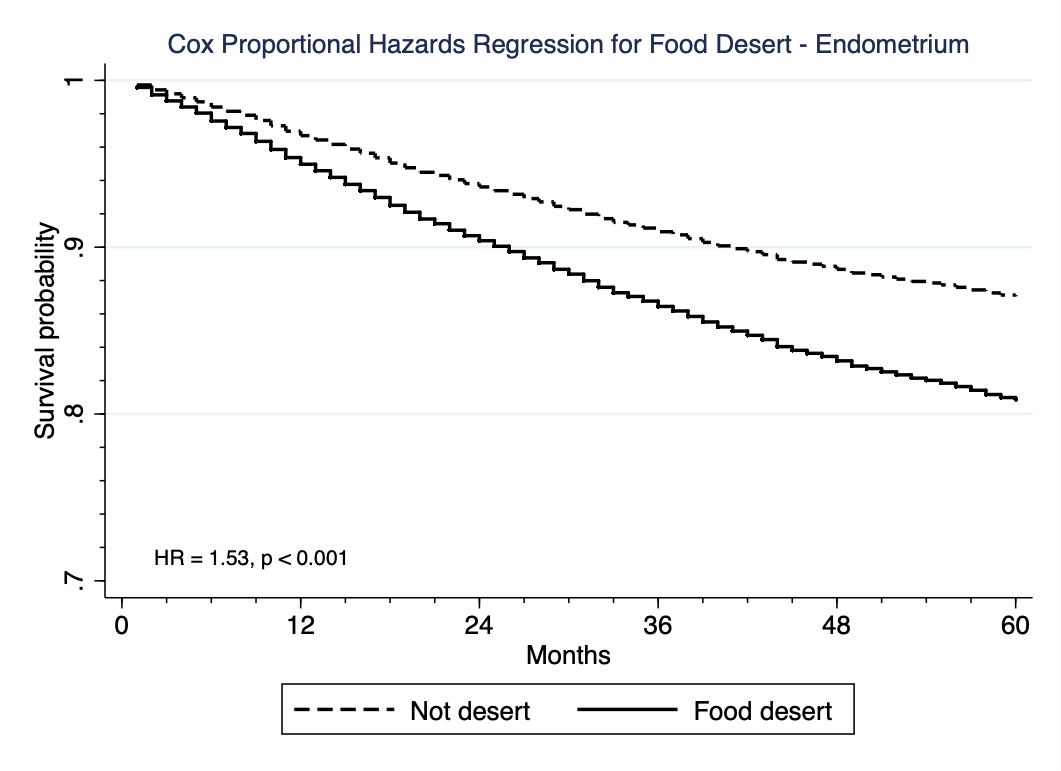 Cox Proportional Hazards Regression for Food Desert - Endometrium
Survival probability
1
.9
.8
.7
HR = 1.53, p < 0.001
0 12 24 36 48 60
Months
Not desert Food desert